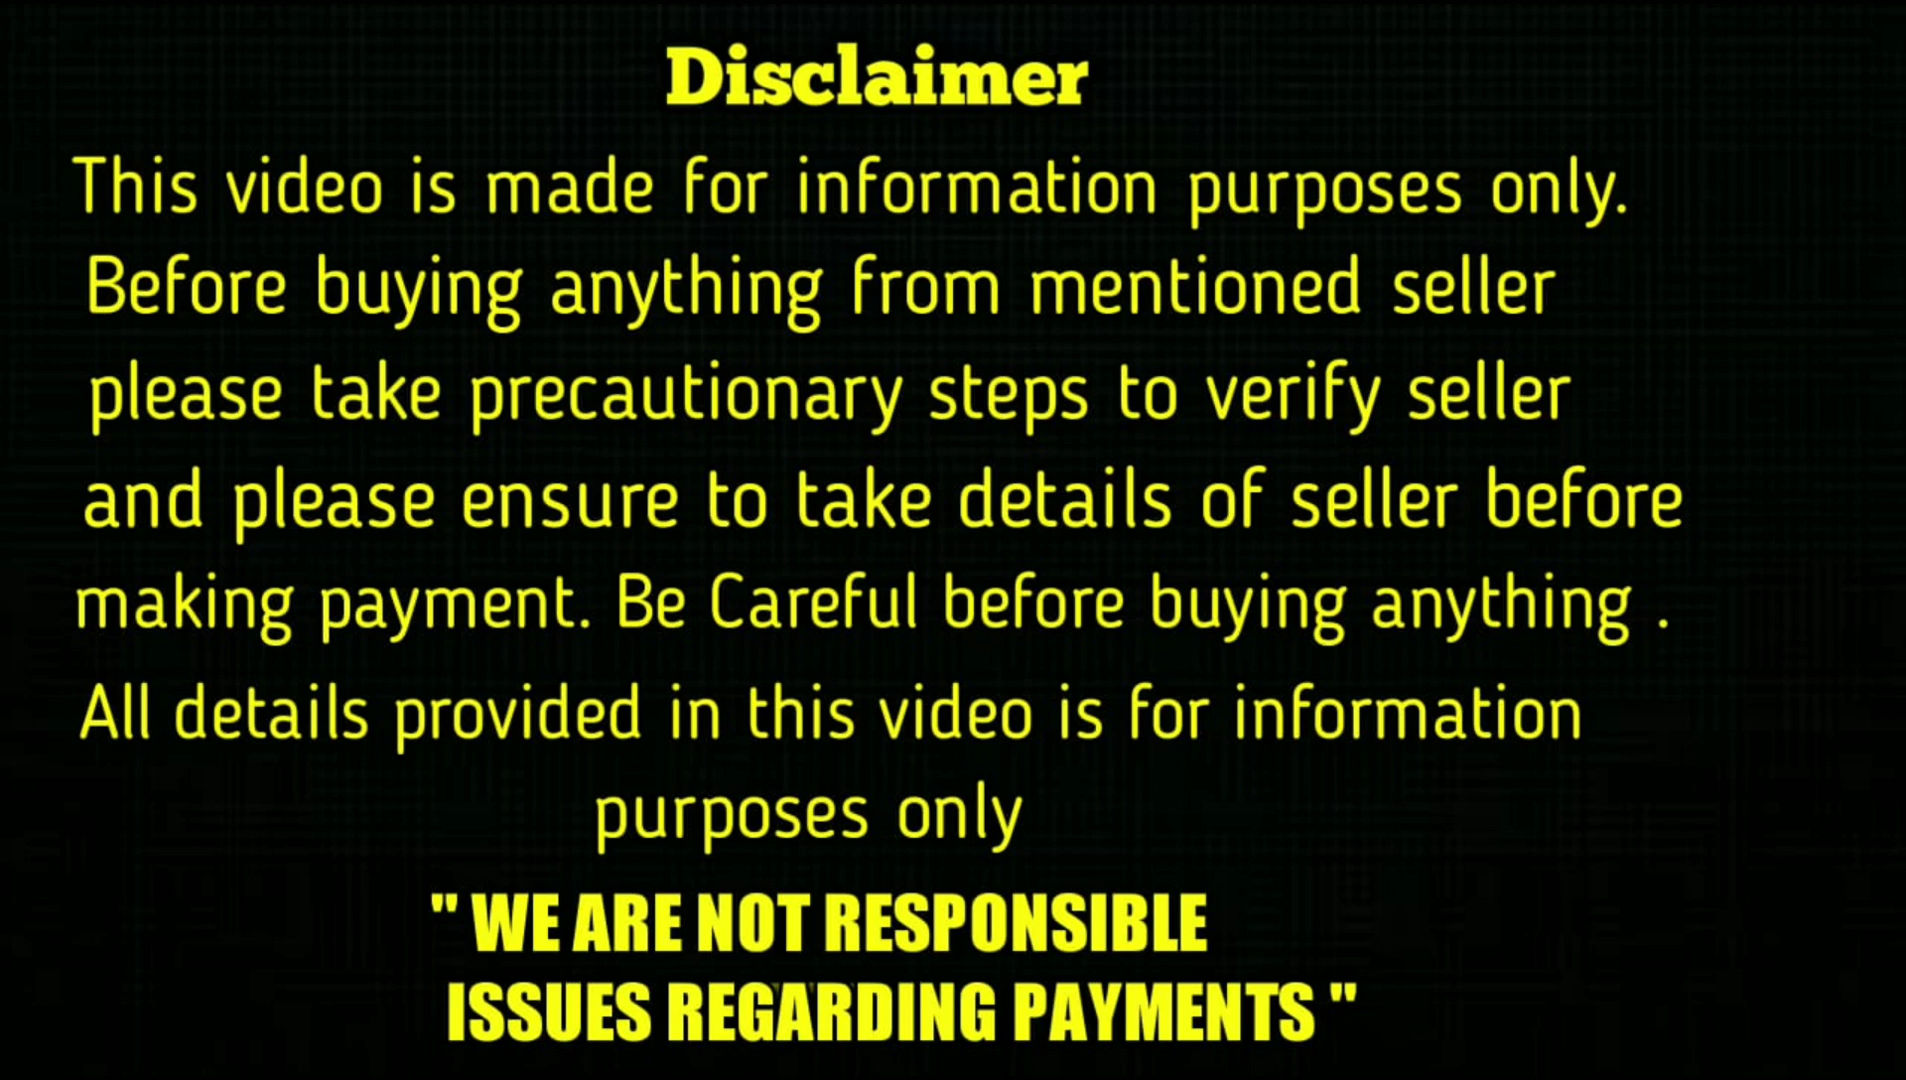 Disclaimer
This video is made for information purposes only.
Before buying anything from mentioned seller
please take precautionary steps to verify seller
and please ensure to take details of seller before
making payment. Be Careful before buying anything .
All details provided in this video is for information
purposes only
" WE ARE NOT RESPONSIBLE
ISSUES REGARDING PAYMENTS "